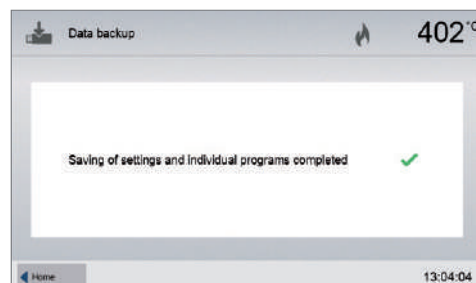 Data backup
402°C
Saving of settings and individual programs completed
Home
13:04:04